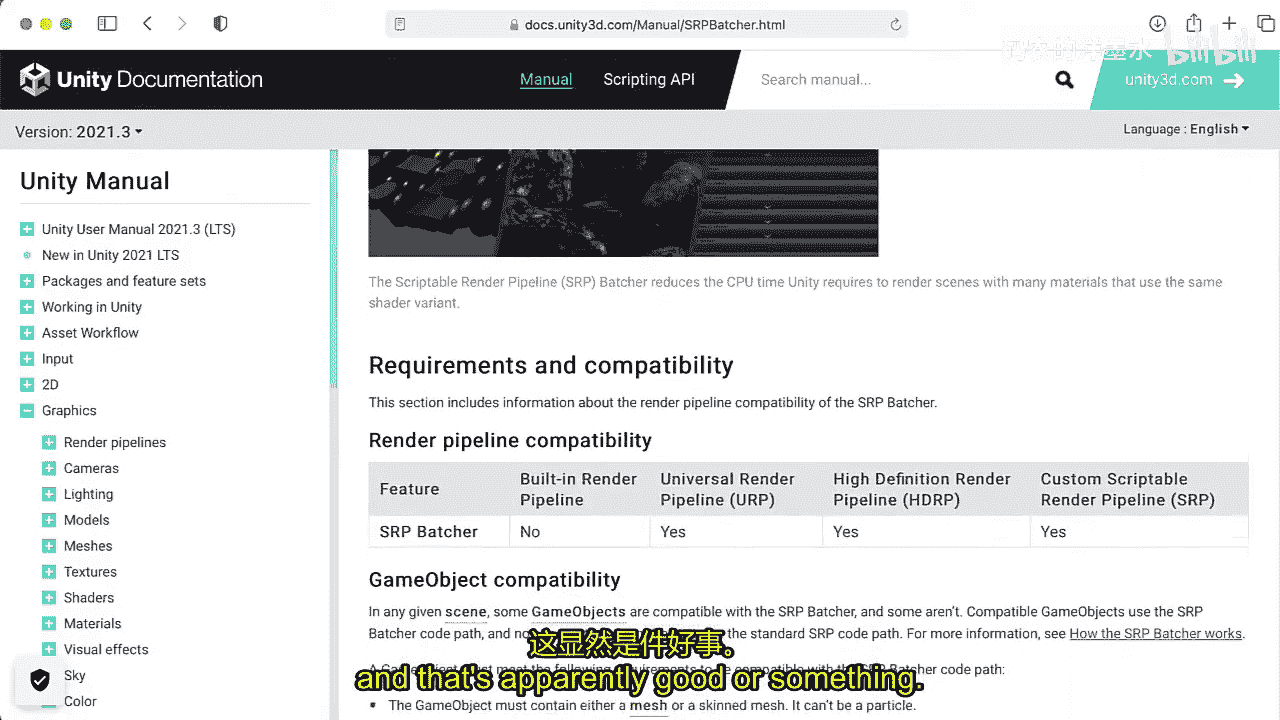 docs.unity3d.com/Manual/SRPBatcher.html
bilibili
Unity Documentation
Manual
Scripting API
Search manual...
unity3d.com
Version: 2021.3
Language : English
Unity Manual
Unity User Manual 2021.3 (LTS)
New in Unity 2021 LTS
Packages and feature sets
Working in Unity
Asset Workflow
Input
2D
Graphics
Render pipelines
Cameras
Lighting
Models
Meshes
Textures
Shaders
Materials
Visual effects
Sky
Color
The Scriptable Render Pipeline (SRP) Batcher reduces the CPU time Unity requires to render scenes with many materials that use the same
shader variant.
Requirements and compatibility
This section includes information about the render pipeline compatibility of the SRP Batcher.
Render pipeline compatibility
Feature
Built-in Render
Pipeline
Universal Render
Pipeline (URP)
High Definition Render
Pipeline (HDRP)
Custom Scriptable
Render Pipeline (SRP)
SRP Batcher
No
Yes
Yes
Yes
GameObject compatibility
In any given scene, some GameObjects are compatible with the SRP Batcher, and some aren't. Compatible GameObjects use the SRP
Batcher code path, and the standard SRP code path. For more information, see How the SRP Batcher works.
Batcher code path:
The GameObject must contain either a mesh or a skinned mesh. It can't be a particle.
这显然是件好事。
and that's apparently good or something.